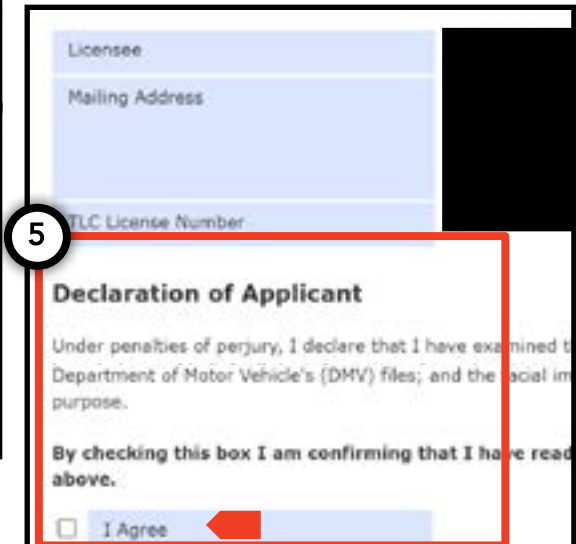 Licensee
Mailing Address
TLC License Number
5
Declaration of Applicant
Under penalties of perjury, I declare that I have examined t
Department of Motor Vehicle's (DMV) files; and the facial im
purpose.
By checking this box I am confirming that I have read
above.
I Agree